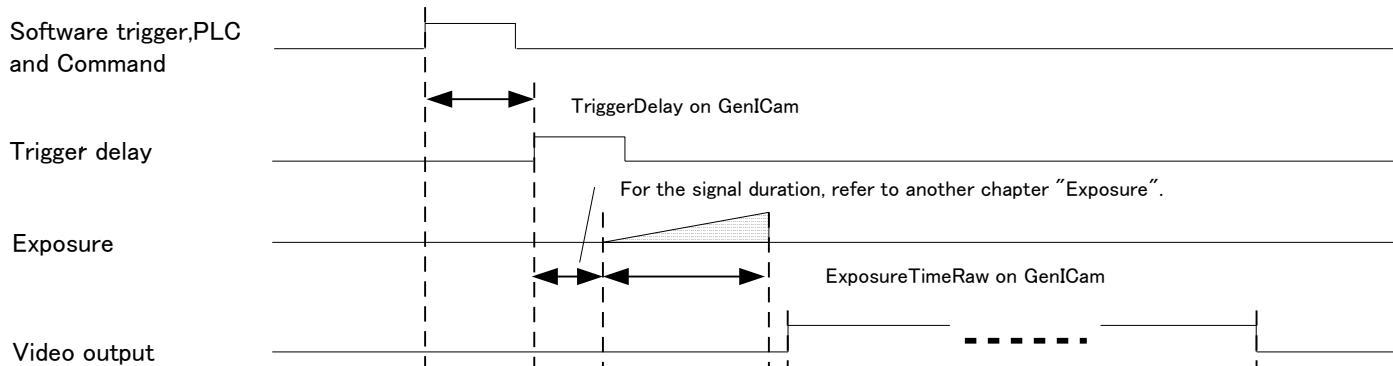 Software trigger,PLC
and Command
TriggerDelay on GenICam
Trigger delay
For the signal duration, refer to another chapter "Exposure".
Exposure
ExposureTimeRaw on GenICam
Video output